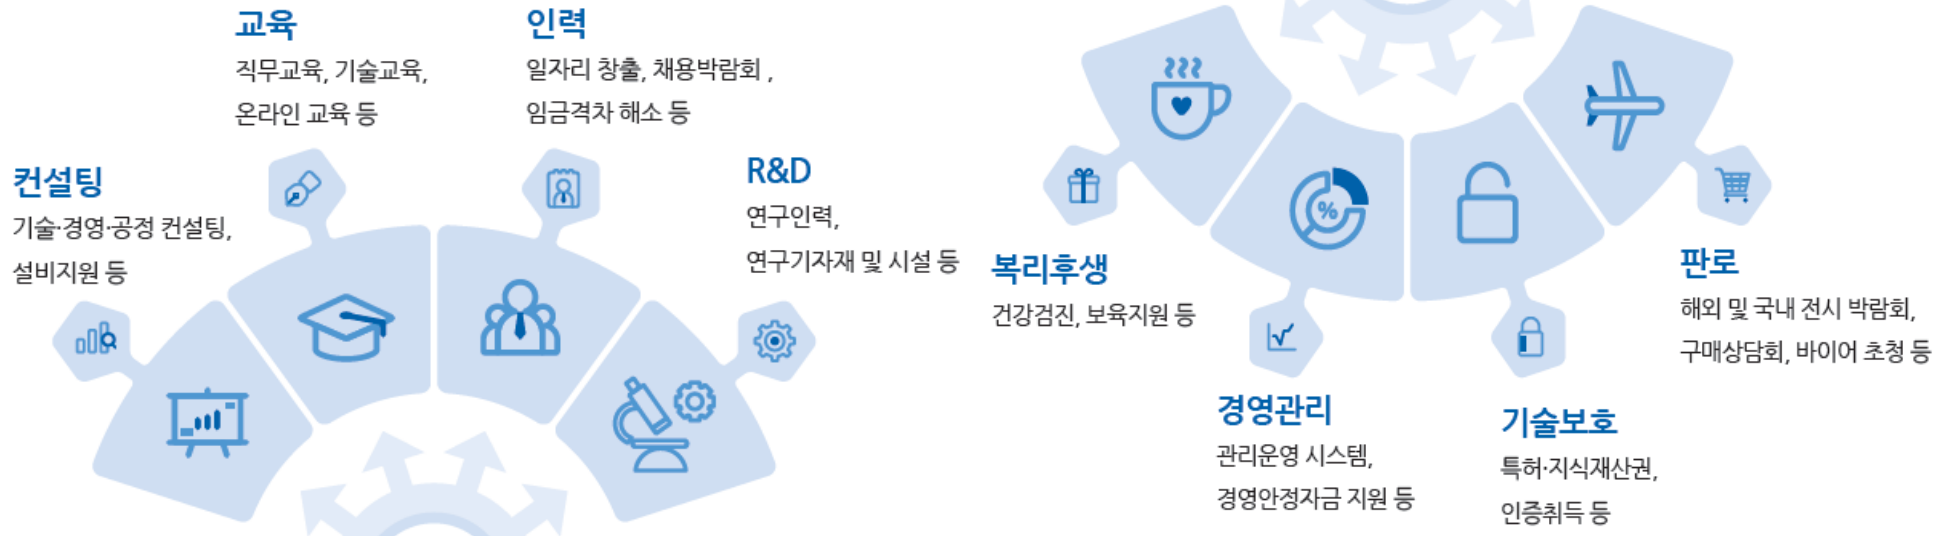 교육
직무교육, 기술교육,
온라인 교육 등
인력
일자리 창출, 채용박람회 ,
임금격차 해소 등
컨설팅
기술·경영·공정 컨설팅,
설비지원 등
R&D
연구인력,
연구기자재 및 시설 등
복리후생
건강검진, 보육지원 등
%
경영관리
관리운영 시스템,
경영안정자금 지원 등
기술보호
특허·지식재산권,
인증취득 등
판로
해외 및 국내 전시 박람회,
구매상담회, 바이어 초청 등